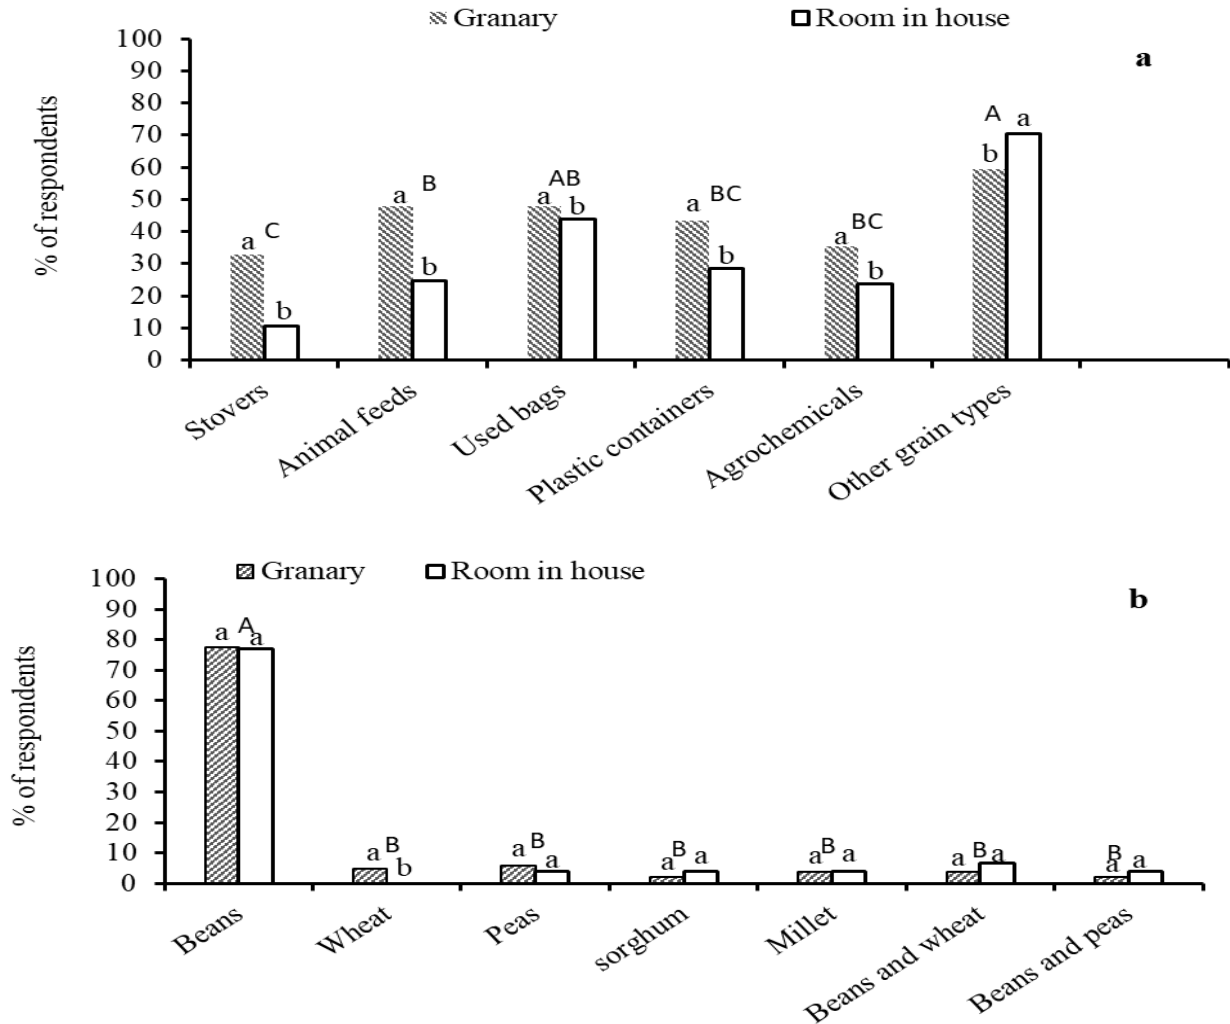 Granary Room in house
100
a
90
80
70
60
50
40
30
20
10
0
% of respondents
a C b
a B b
a AB b
a BC b
a BC b
b A a
Stovers
Animal feeds
Used bags
Plastic containers
Agrochemicals
Other grain types
Granary Room in house
100
b
90
80
70
60
50
40
30
20
10
0
% of respondents
a A a
a B b
a B a
a B a
a B a
a B a
a B a
Beans
Wheat
Peas
sorghum
Millet
Beans and wheat
Beans and peas